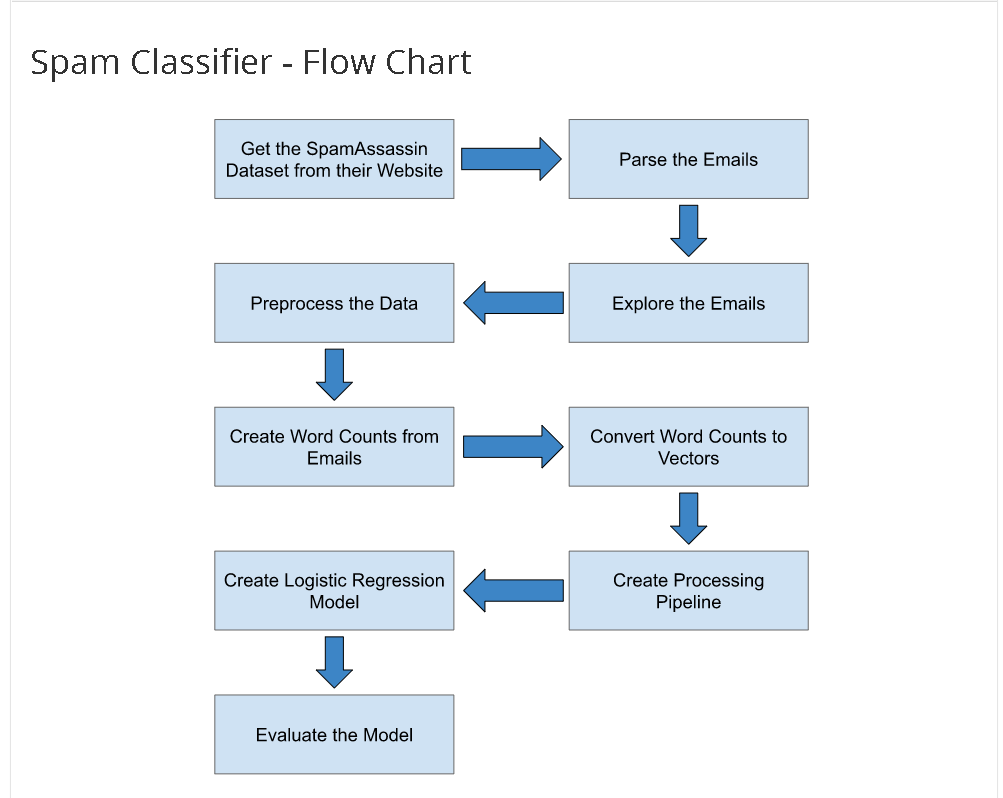 Spam Classifier - Flow Chart
Get the SpamAssassin
Dataset from their Website
Parse the Emails
Explore the Emails
Preprocess the Data
Create Word Counts from
Emails
Convert Word Counts to
Vectors
Create Processing
Pipeline
Create Logistic Regression
Model
Evaluate the Model